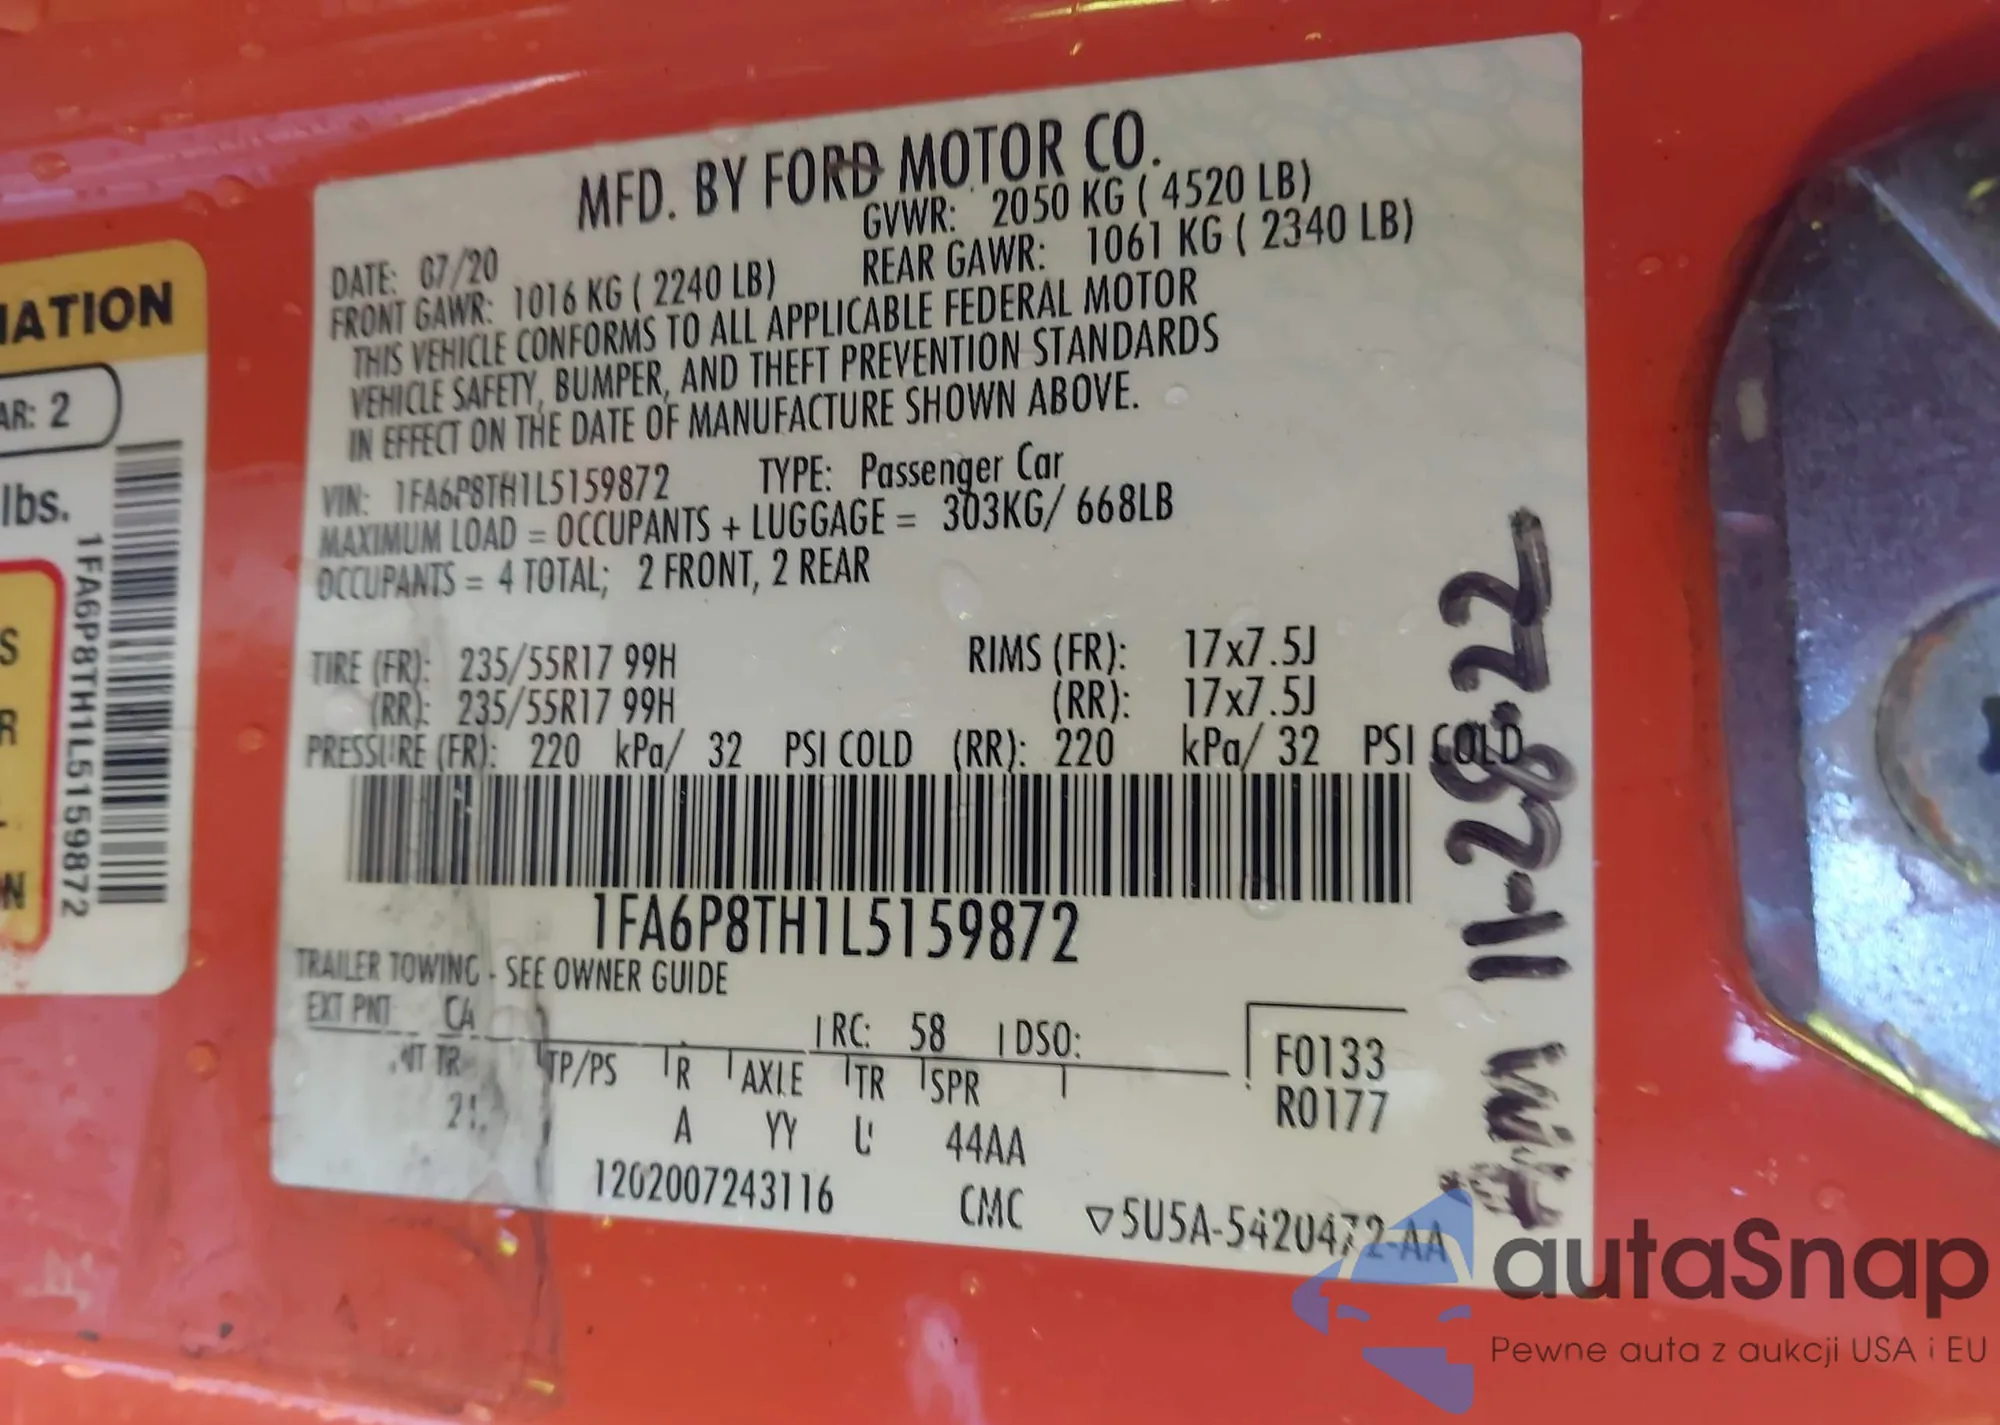 MFD. BY FORD MOTOR CO.
DATE: 07/20 GVWR: 2050 KG ( 4520 LB)
FRONT GAWR: 1016 KG ( 2240 LB) REAR GAWR: 1061 KG ( 2340 LB)
THIS VEHICLE CONFORMS TO ALL APPLICABLE FEDERAL MOTOR
VEHICLE SAFETY, BUMPER, AND THEFT PREVENTION STANDARDS
IN EFFECT ON THE DATE OF MANUFACTURE SHOWN ABOVE.
VIN: 1FA6P8TH1L5159872 TYPE: Passenger Car
MAXIMUM LOAD = OCCUPANTS + LUGGAGE = 303KG/ 668LB
OCCUPANTS = 4 TOTAL; 2 FRONT, 2 REAR
TIRE (FR): 235/55R17 99H RIMS (FR): 17x7.5J
(RR): 235/55R17 99H (RR): 17x7.5J
PRESSURE (FR): 220 kPa/ 32 PSI COLD (RR): 220 kPa/ 32 PSI COLD
1FA6P8TH1L5159872
TRAILER TOWING - SEE OWNER GUIDE
EXT PNT CA RC: 58 DSO:
TP/PS R AXLE TR SPR
A YY 44AA
F0133
R0177
1202007243116 CMC 5U5A-5420472-AA
11-28-22
IATION
AR: 2
lbs.
1FA6P8TH1L5159872
S
R
N
autaSnap
Pewne auta z aukcji USA i EU